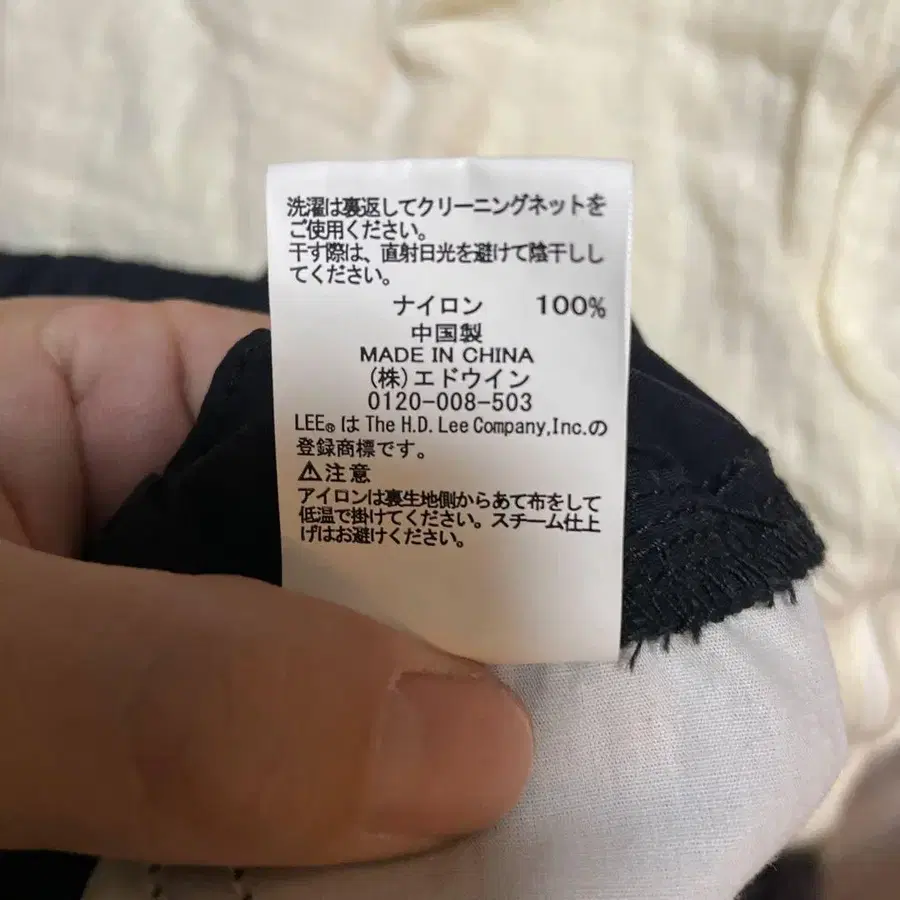 洗濯は裏返してクリーニングネットを
ご使用ください。
干す際は、直射日光を避けて陰干しし
てください。
ナイロン 100%
中国製
MADE IN CHINA
(株)エドウイン
0120-008-503
LEE® は The H.D. Lee Company,Inc.の
登録商標です。
⚠注意
アイロンは裏生地側からあて布をして
低温で掛けてください。スチーム仕上
げはお避けください。